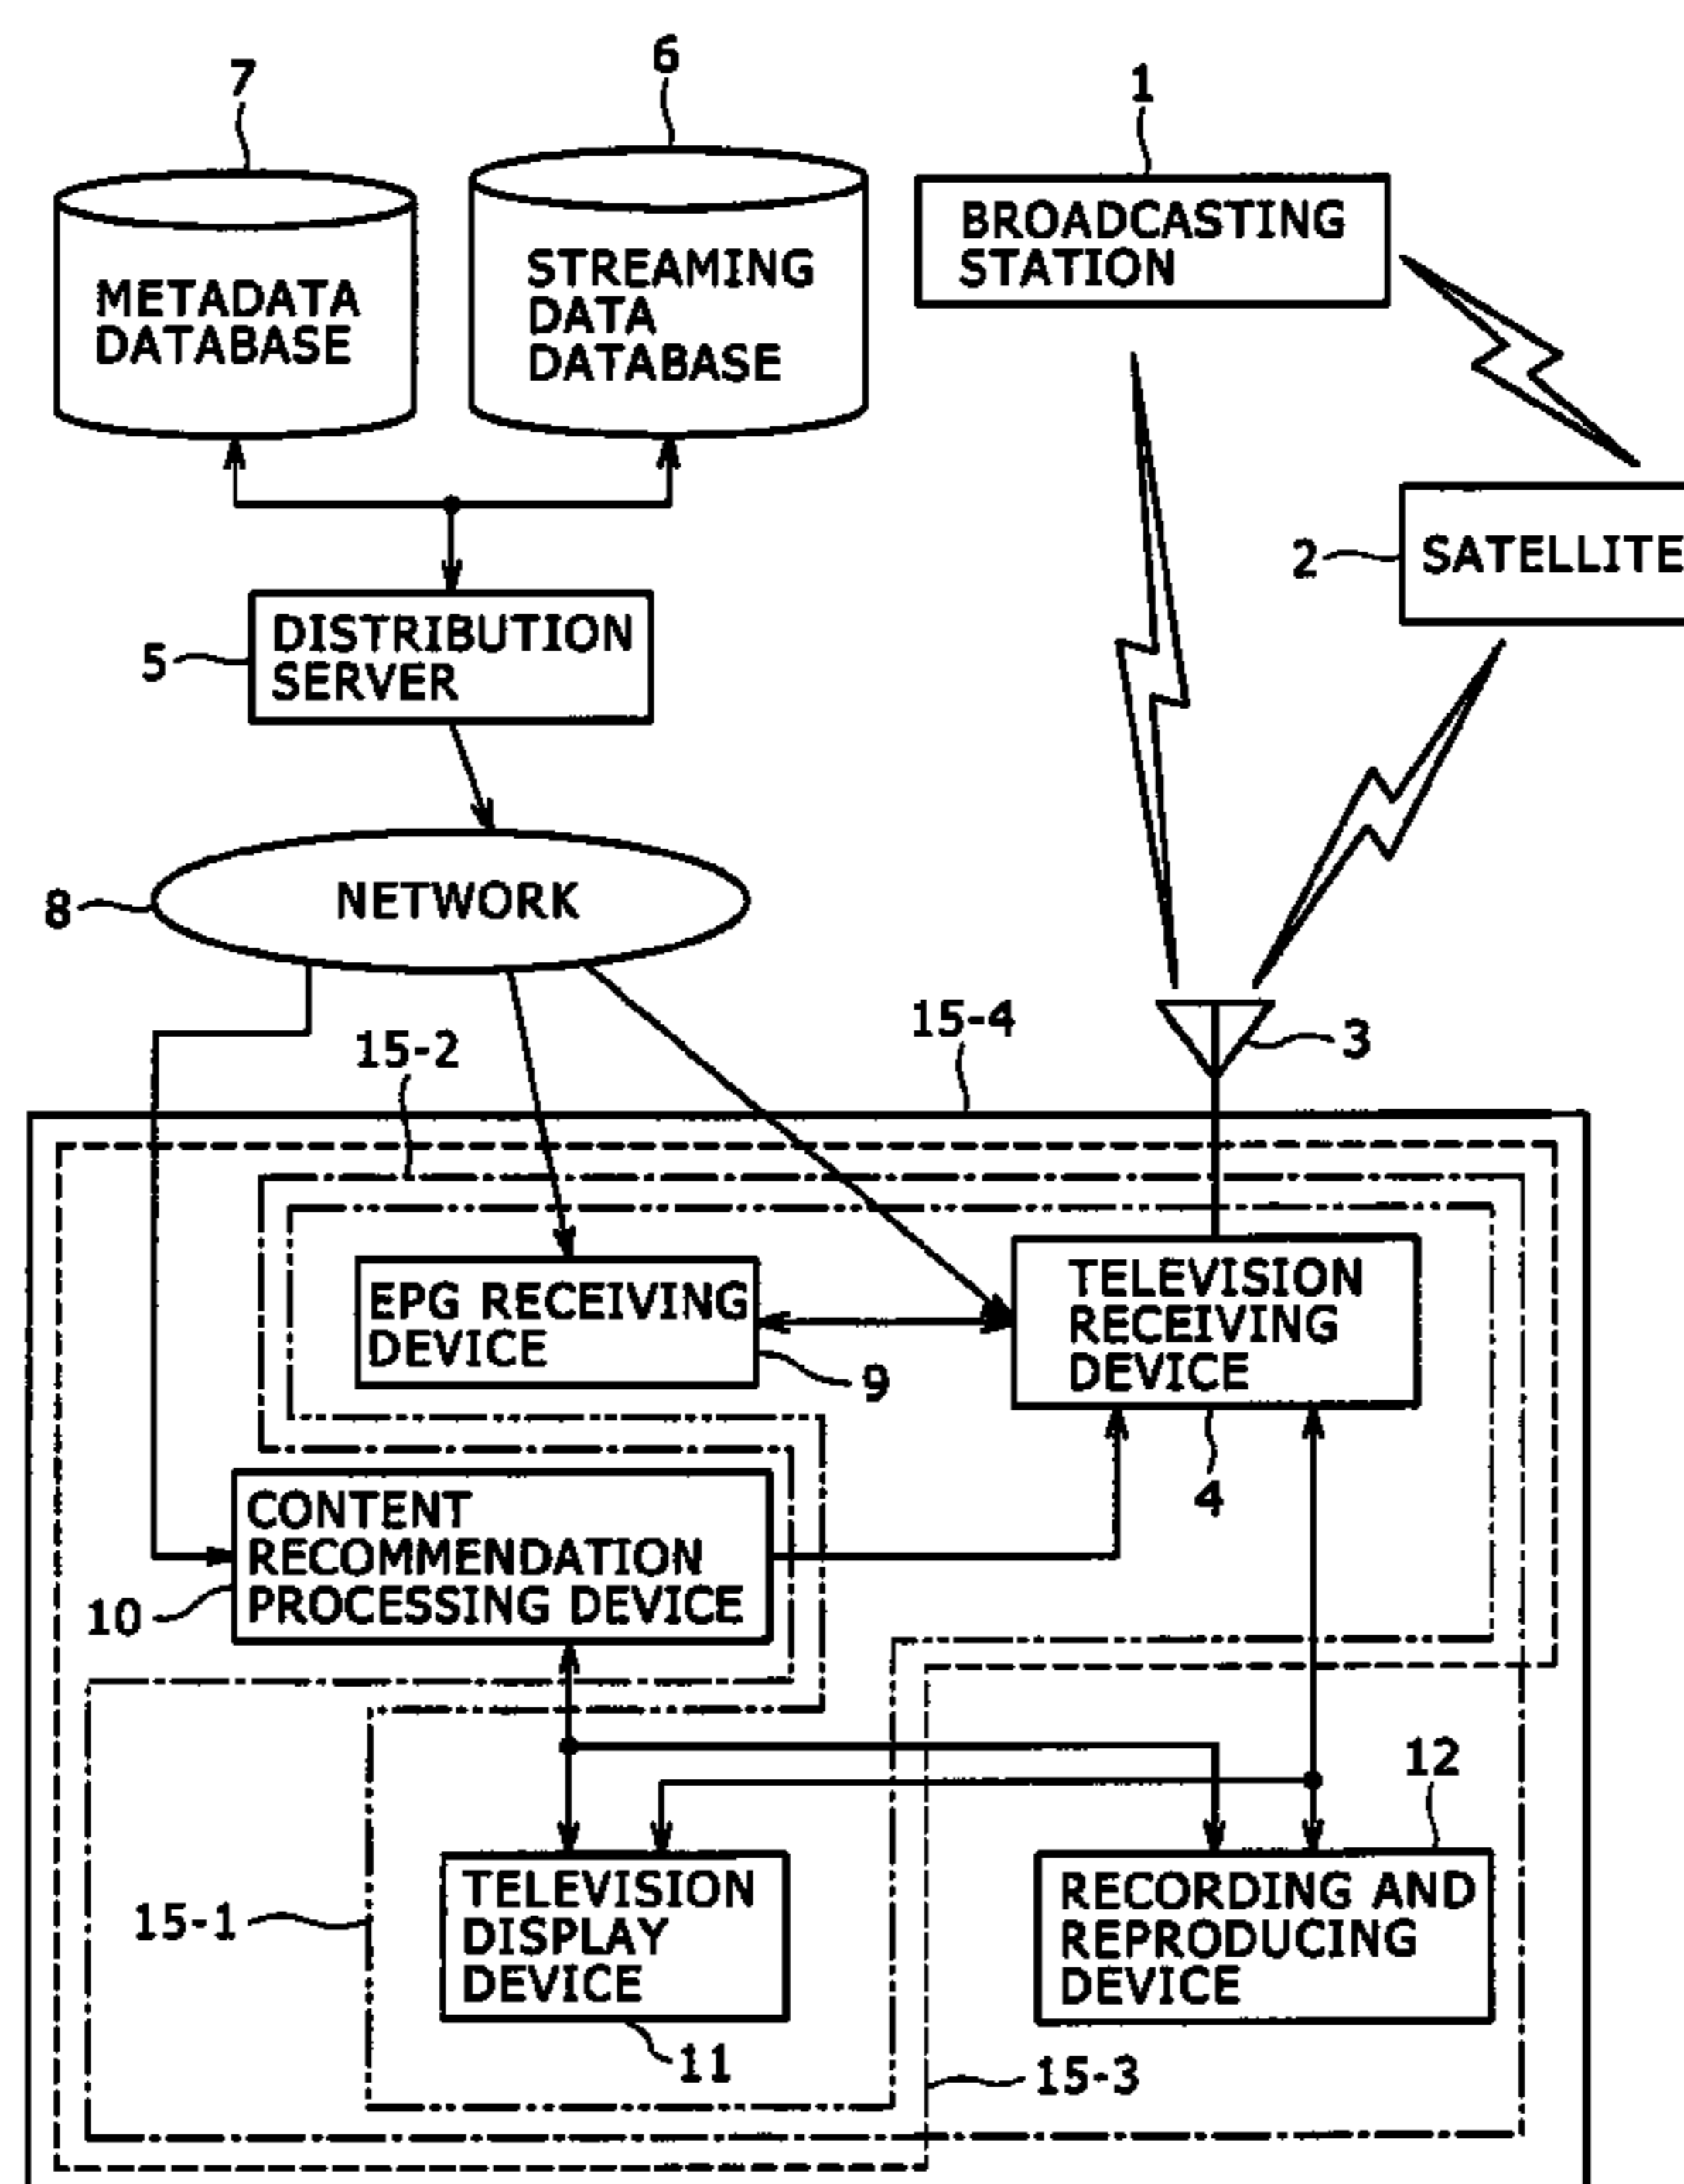 7
6
1
METADATA
DATABASE
STREAMING
DATA
DATABASE
BROADCASTING
STATION
2
SATELLITE
5
DISTRIBUTION
SERVER
8
NETWORK
15-2
15-4
3
EPG RECEIVING
DEVICE
9
TELEVISION
RECEIVING
DEVICE
4
CONTENT
RECOMMENDATION
PROCESSING DEVICE
10
12
15-1
TELEVISION
DISPLAY
DEVICE
11
RECORDING AND
REPRODUCING
DEVICE
15-3